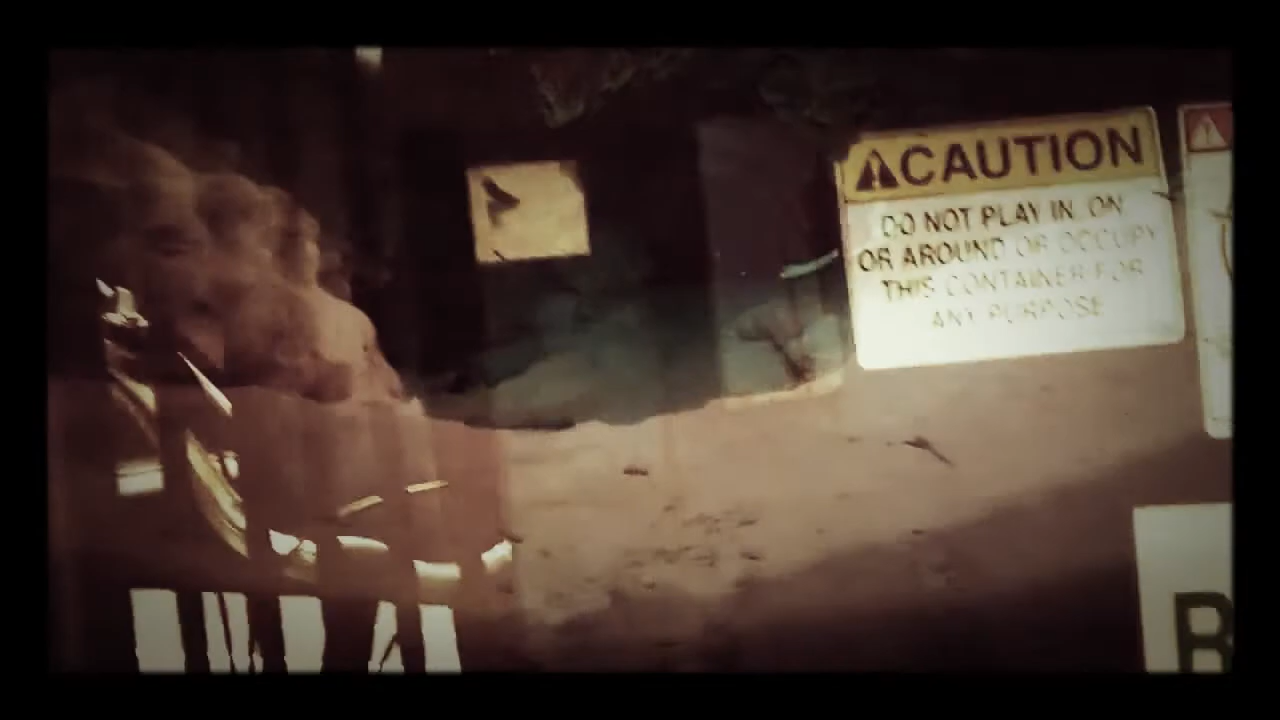 CAUTION
DO NOT PLAY IN, ON
OR AROUND OR OCCUPY
THIS CONTAINER FOR
ANY PURPOSE
B